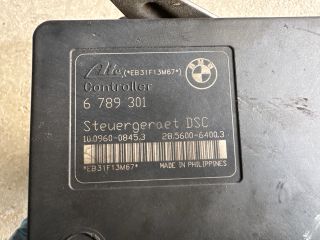 Ate (*EB31F13M67*)
BMW
Controller
6 789 301
Steuergeraet DSC
10.0960-0845.3 28.5600-6400.3
*EB31F13M67* MADE IN PHILIPPINES